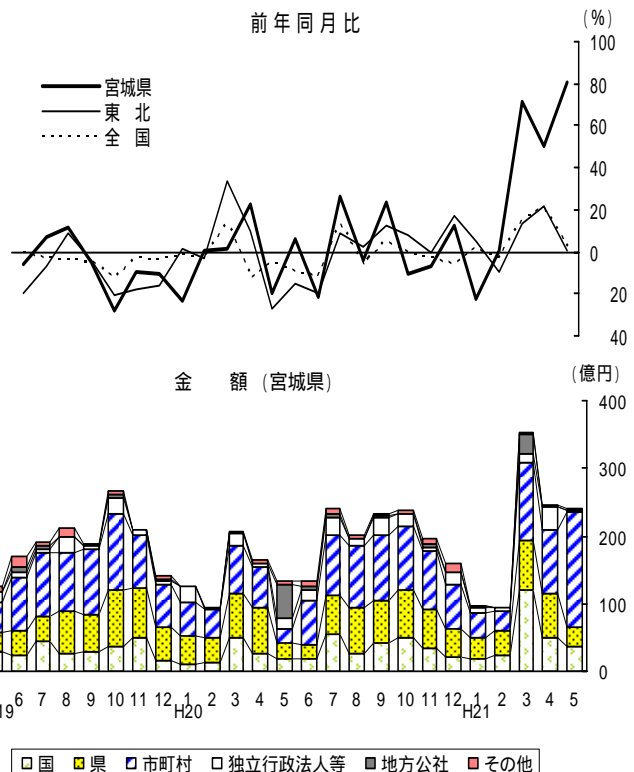 前年同月比
(%)
100
80
60
40
20
0
20
40
宮城県
東 北
全 国
金 額 (宮城県)
(億円)
400
300
200
100
0
19 6 7 8 9 10 11 12 1 2 3 4 5 6 7 8 9 10 11 12 1 2 3 4 5
H20 H21
国 県 市町村 独立行政法人等 地方公社 その他